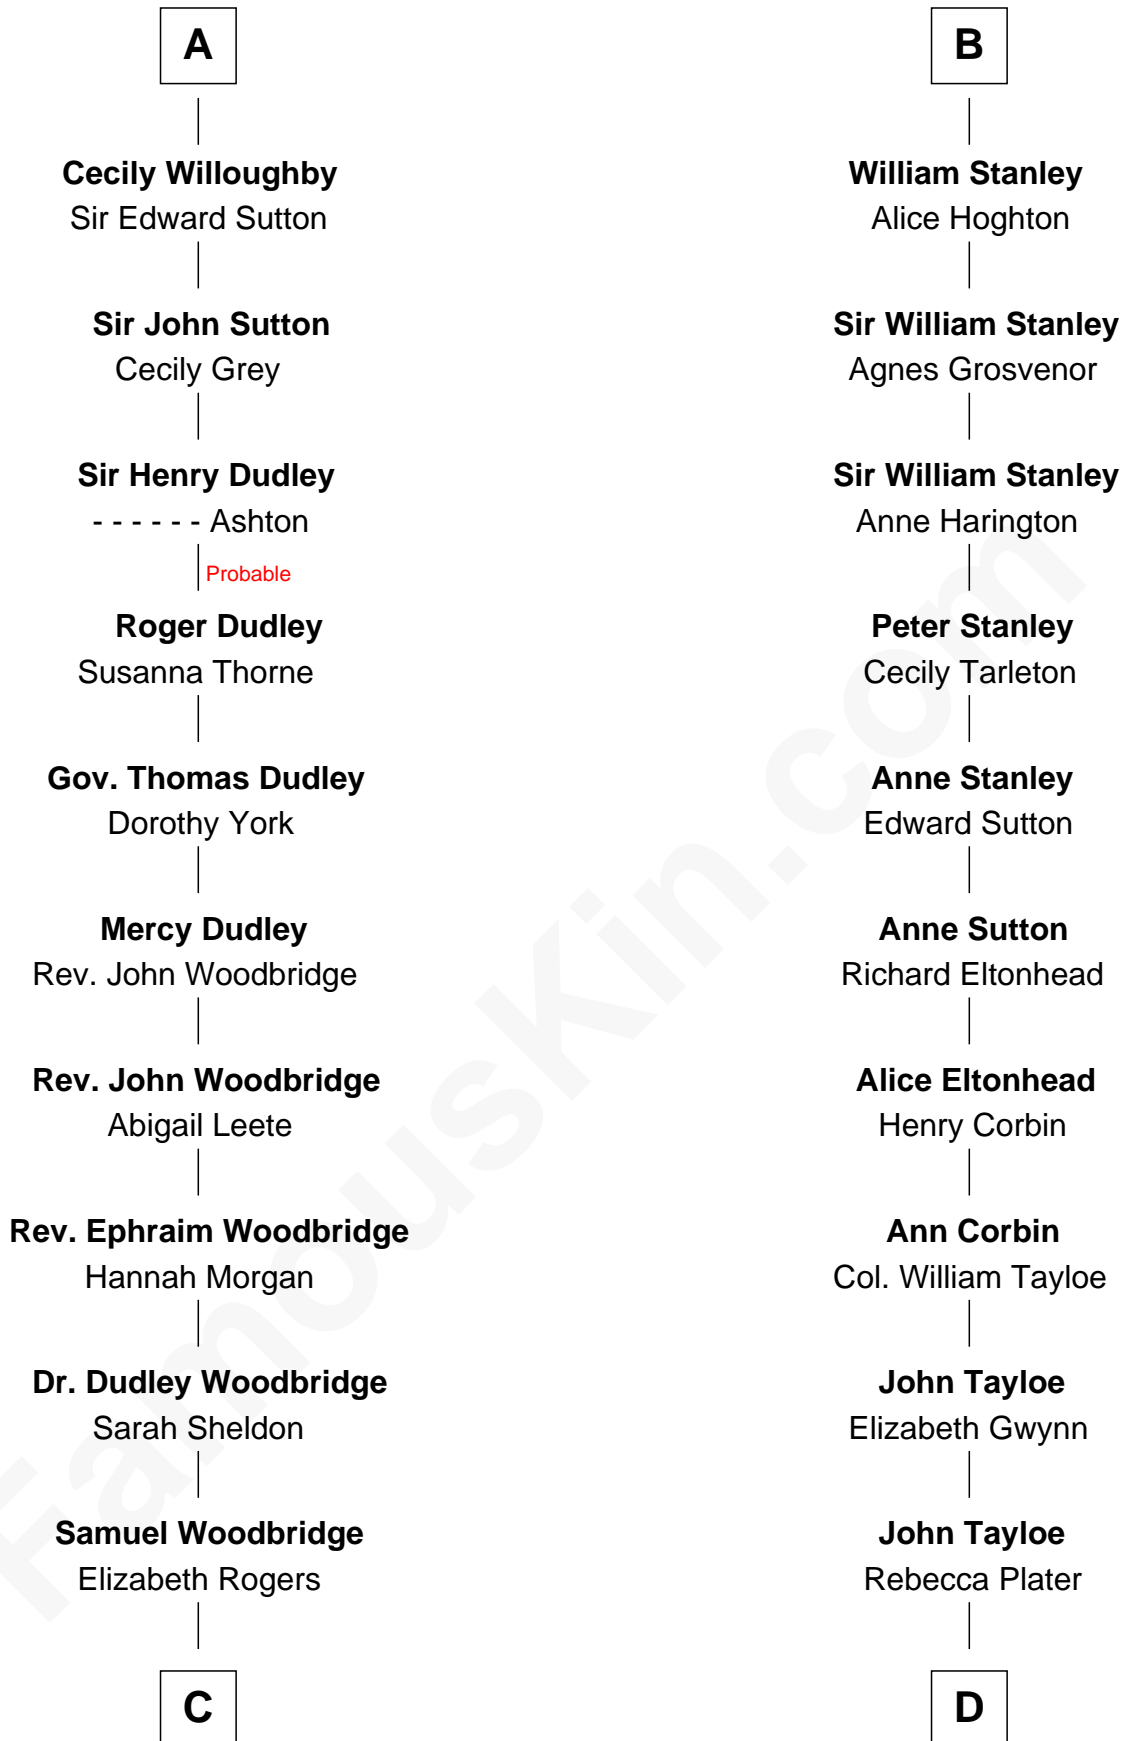 A
Cecily Willoughby
Sir Edward Sutton
Sir John Sutton
Cecily Grey
Sir Henry Dudley
- - - - - - Ashton
Probable
Roger Dudley
Susanna Thorne
Gov. Thomas Dudley
Dorothy York
Mercy Dudley
Rev. John Woodbridge
Rev. John Woodbridge
Abigail Leete
Rev. Ephraim Woodbridge
Hannah Morgan
Dr. Dudley Woodbridge
Sarah Sheldon
Samuel Woodbridge
Elizabeth Rogers
C
B
William Stanley
Alice Hoghton
Sir William Stanley
Agnes Grosvenor
Sir William Stanley
Anne Harington
Peter Stanley
Cecily Tarleton
Anne Stanley
Edward Sutton
Anne Sutton
Richard Eltonhead
Alice Eltonhead
Henry Corbin
Ann Corbin
Col. William Tayloe
John Tayloe
Elizabeth Gwynn
John Tayloe
Rebecca Plater
D
FamousKin.com